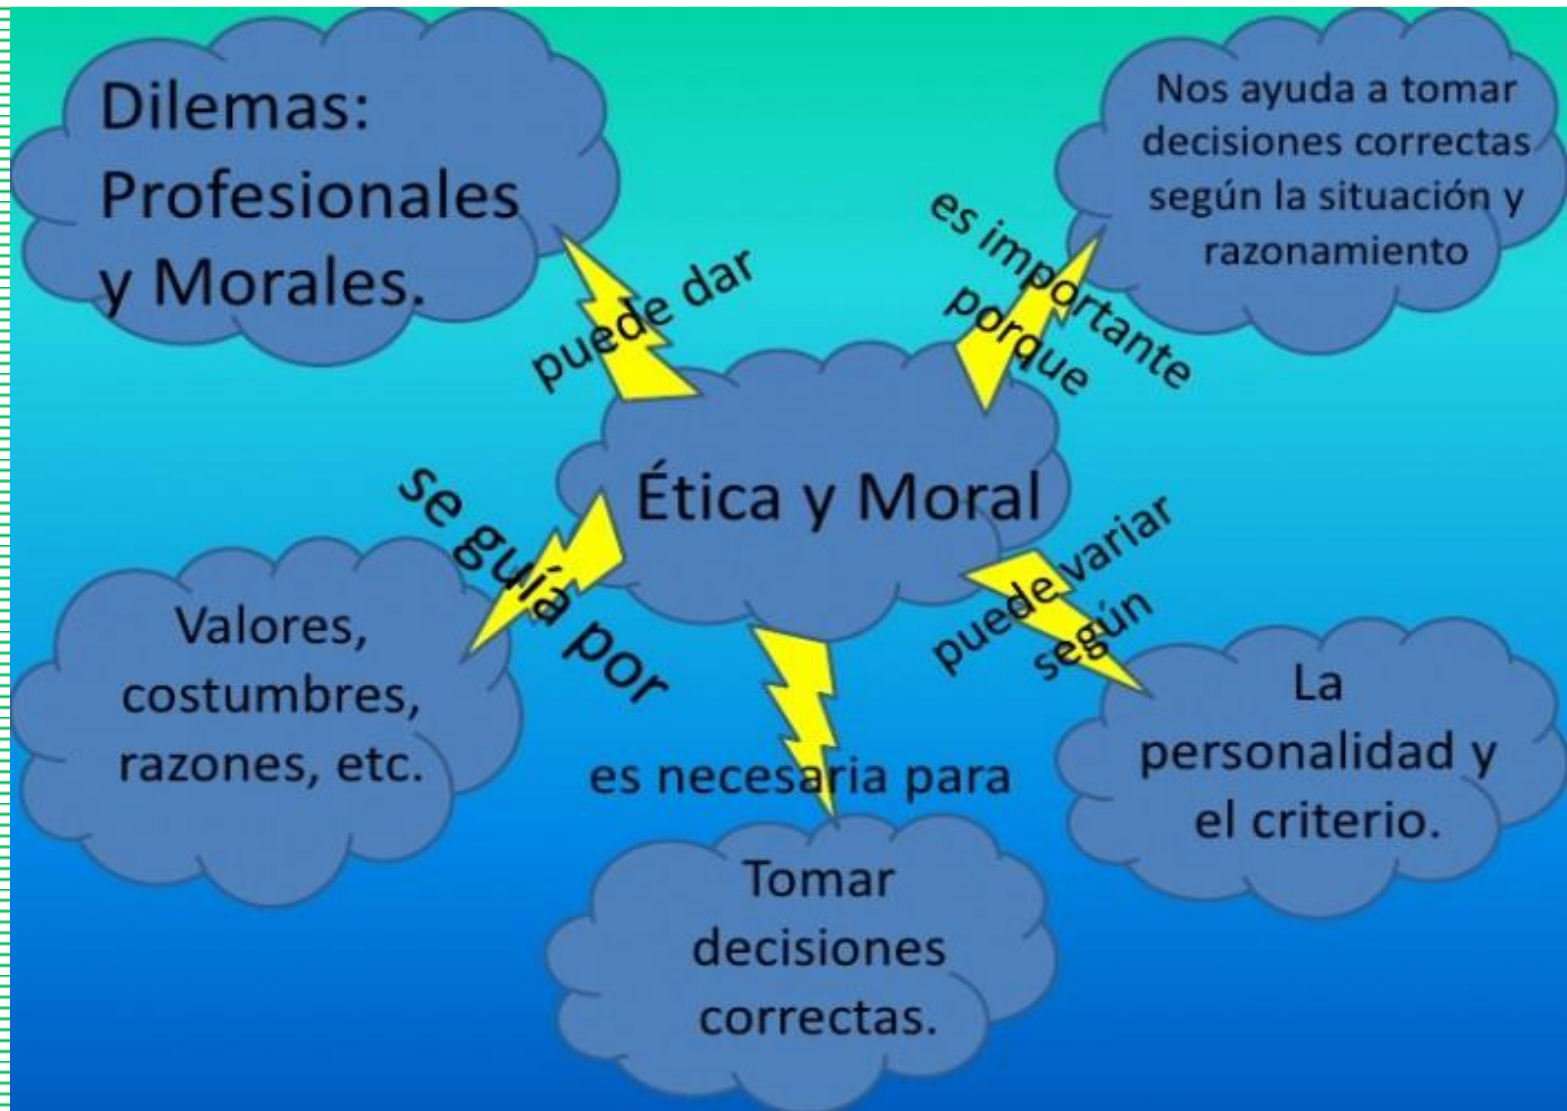 Dilemas:
Profesionales
y Morales.
puede dar
Nos ayuda a tomar
decisiones correctas
según la situación y
razonamiento
es importante
porque
Ética y Moral
se guía por
Valores,
costumbres,
razones, etc.
puede variar
según
La
personalidad y
el criterio.
es necesaria para
Tomar
decisiones
correctas.